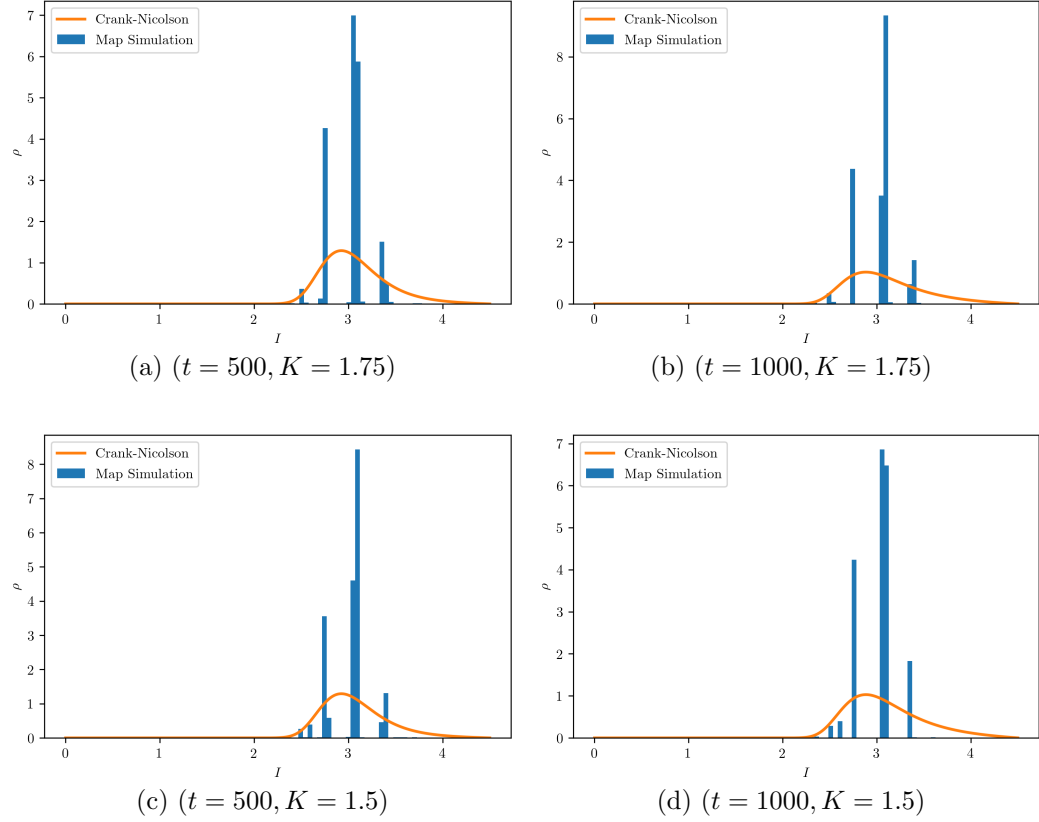 7
6
5
4
3
2
1
0
ρ
Crank-Nicolson
Map Simulation
0 1 2 3 4
I
(a) (t = 500, K = 1.75)
8
6
4
2
0
ρ
Crank-Nicolson
Map Simulation
0 1 2 3 4
I
(b) (t = 1000, K = 1.75)
8
7
6
5
4
3
2
1
0
ρ
Crank-Nicolson
Map Simulation
0 1 2 3 4
I
(c) (t = 500, K = 1.5)
7
6
5
4
3
2
1
0
ρ
Crank-Nicolson
Map Simulation
0 1 2 3 4
I
(d) (t = 1000, K = 1.5)